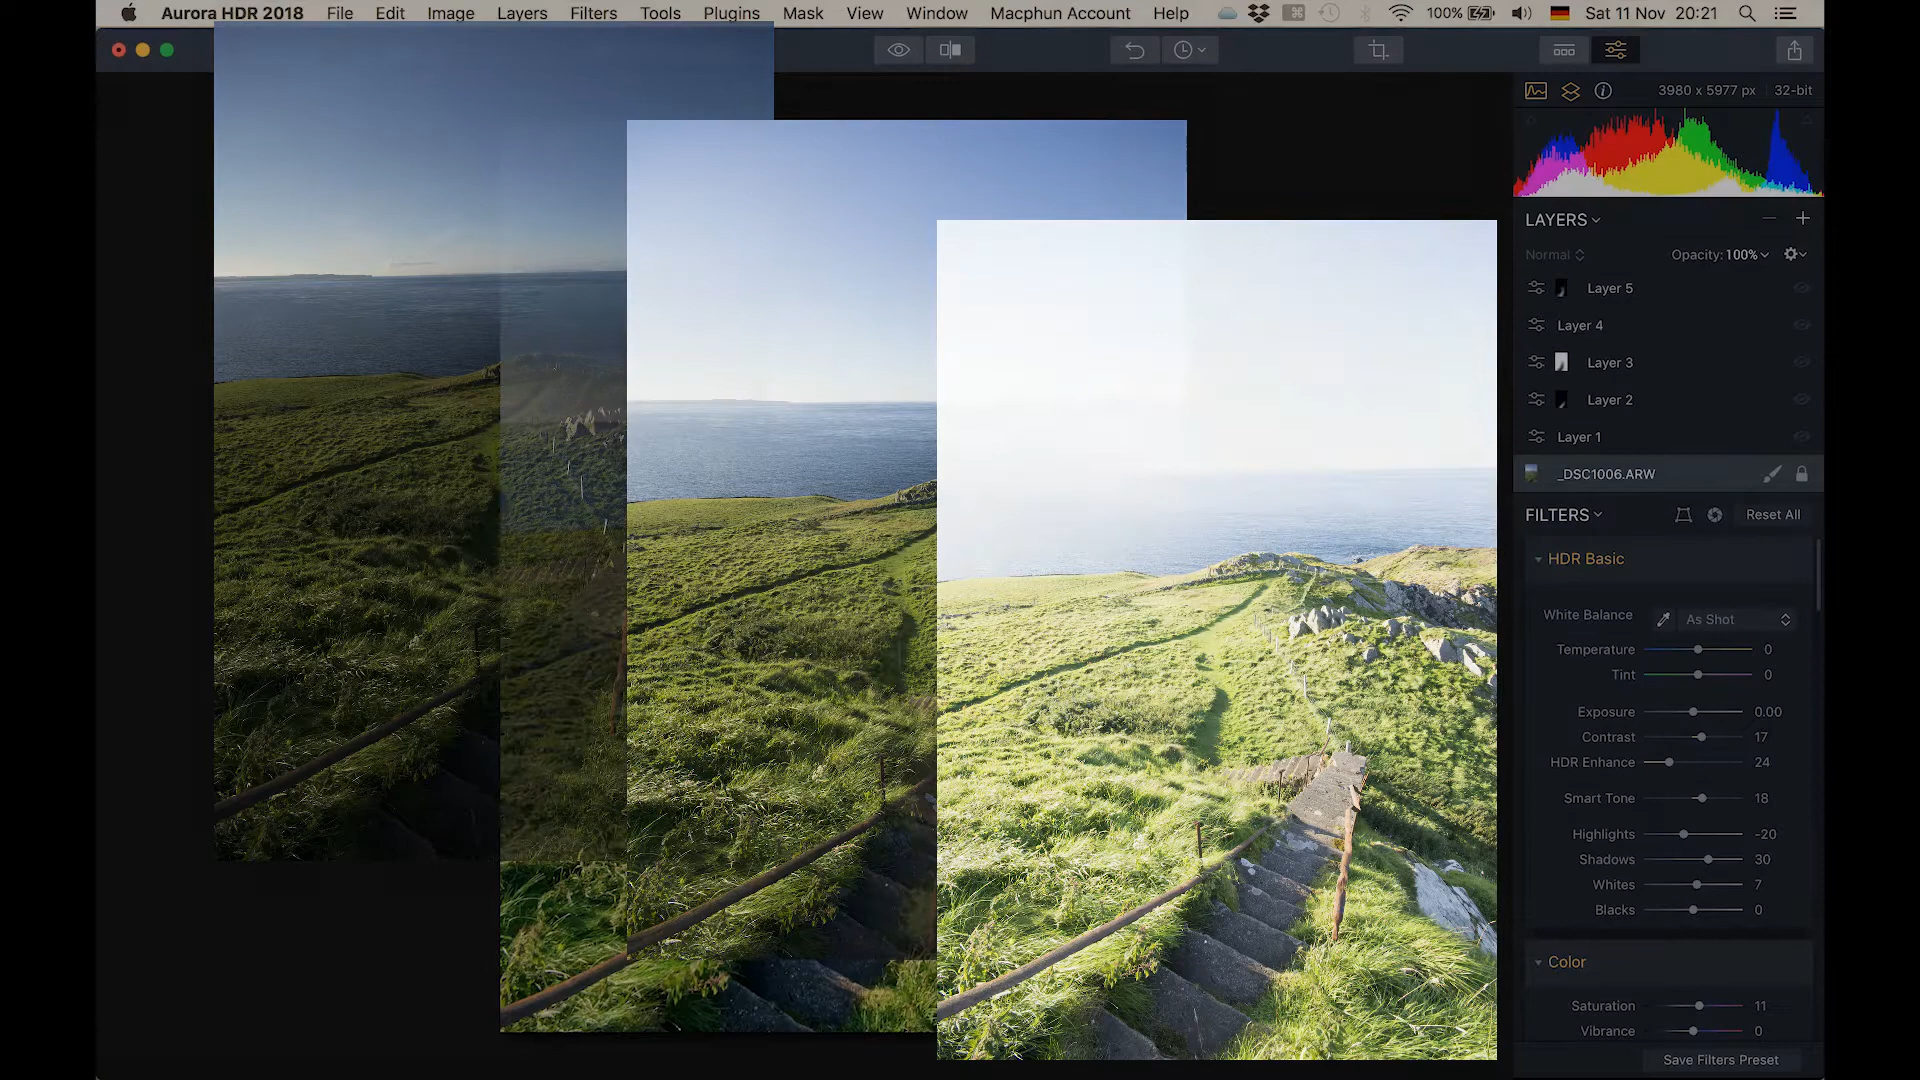 Aurora HDR 2018 File Edit Image Layers Filters Tools Plugins Mask View Window Macphun Account Help 100% Sat 11 Nov 20:21
3980 x 5977 px 32-bit
LAYERS
Normal Opacity: 100%
Layer 5
Layer 4
Layer 3
Layer 2
Layer 1
_DSC1006.ARW
FILTERS Reset All
HDR Basic
White Balance As Shot
Temperature 0
Tint 0
Exposure 0.00
Contrast 17
HDR Enhance 24
Smart Tone 18
Highlights -20
Shadows 30
Whites 7
Blacks 0
Color
Saturation 11
Vibrance 0
Save Filters Preset